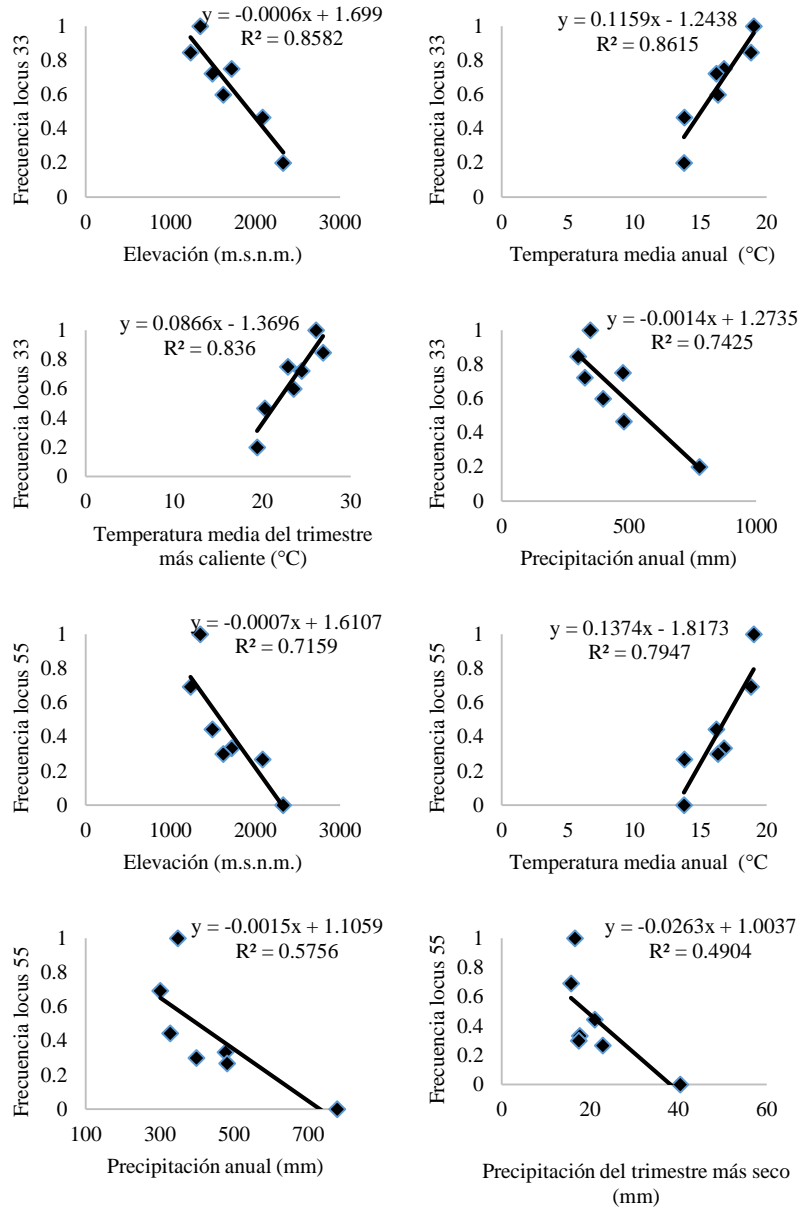 y = -0.0006x + 1.699
R² = 0.8582
1
0.8
0.6
0.4
0.2
0
0
1000
2000
3000
Frecuencia locus 33
Elevación (m.s.n.m.)
y = 0.1159x - 1.2438
R² = 0.8615
1
0.8
0.6
0.4
0.2
0
0
5
10
15
20
Frecuencia locus 33
Temperatura media anual (°C)
y = 0.0866x - 1.3696
R² = 0.836
1
0.8
0.6
0.4
0.2
0
0
10
20
30
Frecuencia locus 33
Temperatura media del trimestre
más caliente (°C)
y = -0.0014x + 1.2735
R² = 0.7425
1
0.8
0.6
0.4
0.2
0
0
500
1000
Frecuencia locus 33
Precipitación anual (mm)
y = -0.0007x + 1.6107
R² = 0.7159
1
0.8
0.6
0.4
0.2
0
0
1000
2000
3000
Frecuencia locus 55
Elevación (m.s.n.m.)
y = 0.1374x - 1.8173
R² = 0.7947
1
0.8
0.6
0.4
0.2
0
0
5
10
15
20
Frecuencia locus 55
Temperatura media anual (°C
y = -0.0015x + 1.1059
R² = 0.5756
1
0.8
0.6
0.4
0.2
0
100
300
500
700
Frecuencia locus 55
Precipitación anual (mm)
y = -0.0263x + 1.0037
R² = 0.4904
1
0.8
0.6
0.4
0.2
0
0
20
40
60
Frecuencia locus 55
Precipitación del trimestre más seco
(mm)